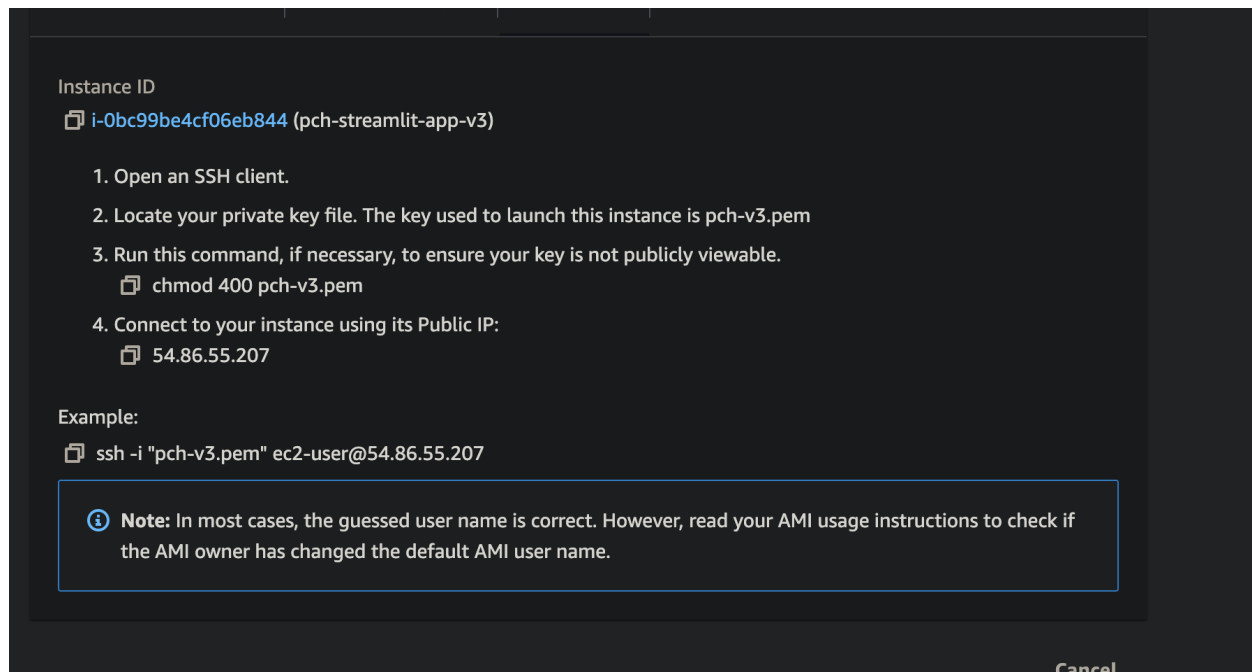 Instance ID
i-0bc99be4cf06eb844 (pch-streamlit-app-v3)
1. Open an SSH client.
2. Locate your private key file. The key used to launch this instance is pch-v3.pem
3. Run this command, if necessary, to ensure your key is not publicly viewable.
chmod 400 pch-v3.pem
4. Connect to your instance using its Public IP:
54.86.55.207
Example:
ssh -i "pch-v3.pem" ec2-user@54.86.55.207
Note: In most cases, the guessed user name is correct. However, read your AMI usage instructions to check if
the AMI owner has changed the default AMI user name.
Cancel